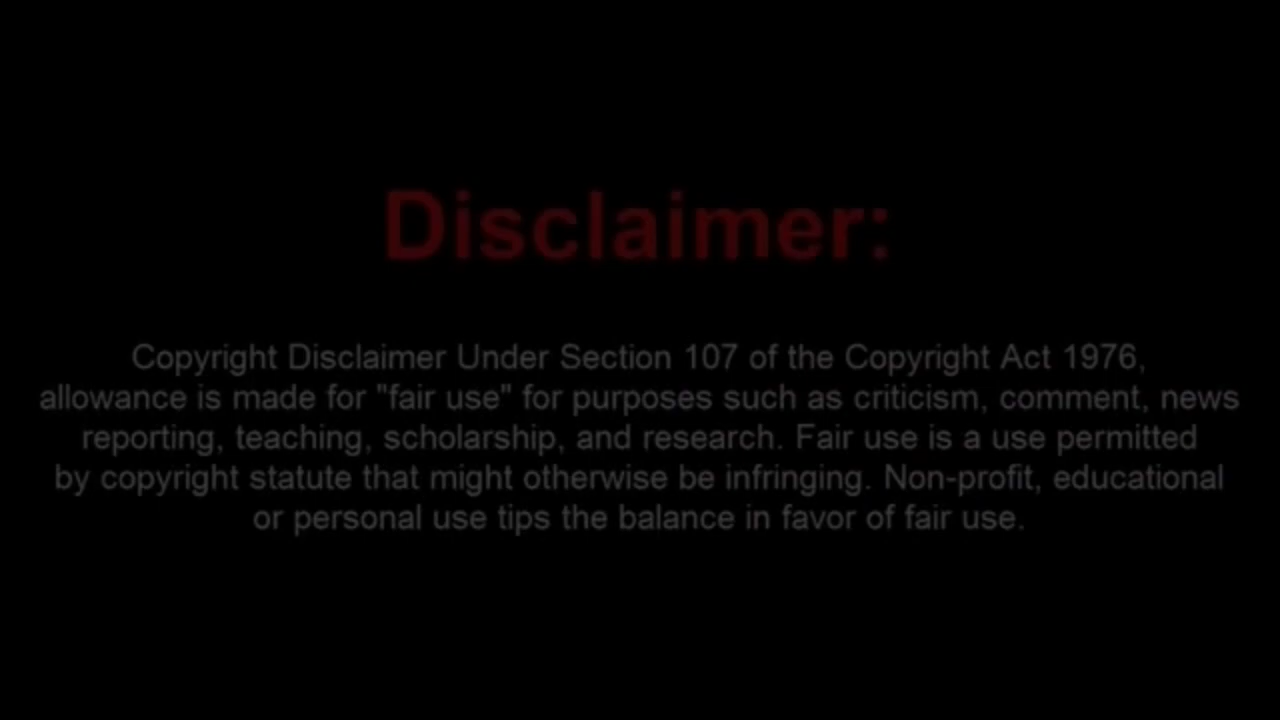 Disclaimer:
Copyright Disclaimer Under Section 107 of the Copyright Act 1976,
allowance is made for "fair use" for purposes such as criticism, comment, news
reporting, teaching, scholarship, and research. Fair use is a use permitted
by copyright statute that might otherwise be infringing. Non-profit, educational
or personal use tips the balance in favor of fair use.